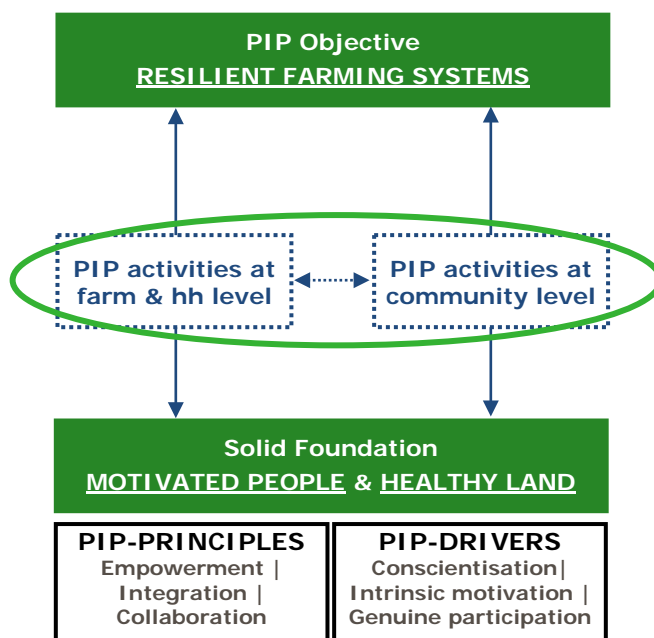 PIP Objective
RESILIENT FARMING SYSTEMS
PIP activities at
farm & hh level
PIP activities at
community level
Solid Foundation
MOTIVATED PEOPLE & HEALTHY LAND
PIP-PRINCIPLES
Empowerment |
Integration |
Collaboration
PIP-DRIVERS
Conscientisation|
Intrinsic motivation |
Genuine participation